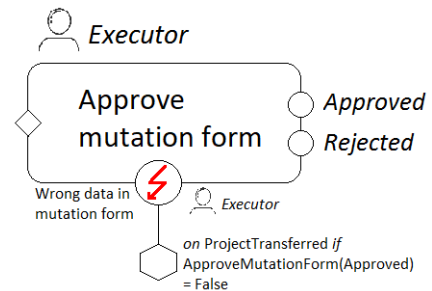 Executor
Approve
mutation form
Approved
Rejected
Wrong data in
mutation form
Executor
on ProjectTransferred if
ApproveMutationForm(Approved)
= False